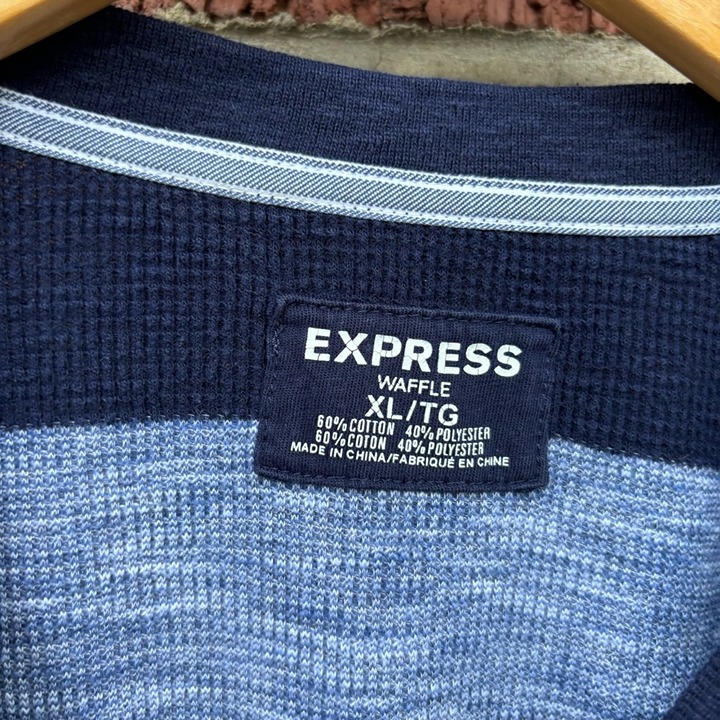 EXPRESS
WAFFLE
XL/TG
60% COTTON 40% POLYESTER
60% COTON 40% POLYESTER
MADE IN CHINA/FABRIQUÉ EN CHINE